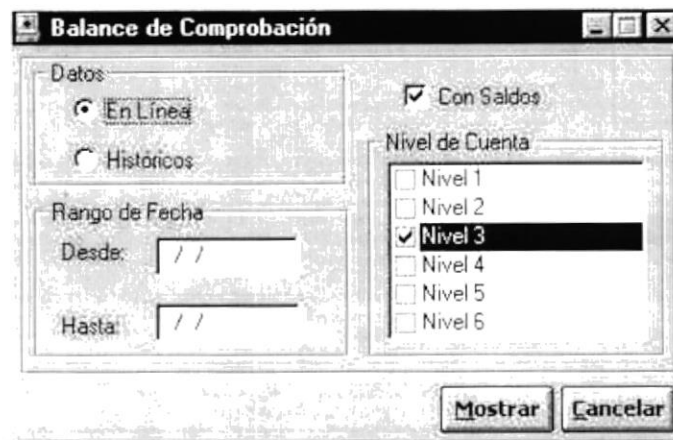 Balance de Comprobación
Datos
En Línea
Históricos
Con Saldos
Rango de Fecha
Desde: / /
Hasta: / /
Nivel de Cuenta
Nivel 1
Nivel 2
Nivel 3
Nivel 4
Nivel 5
Nivel 6
Mostrar Cancelar